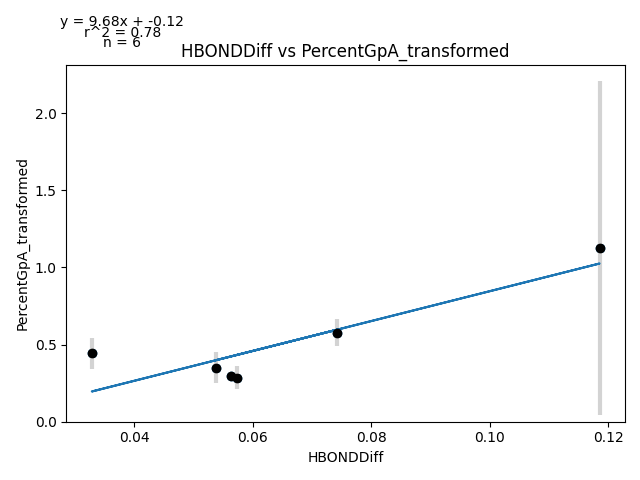 y = 9.68x + -0.12
r^2 = 0.78
n = 6
HBONDDiff vs PercentGpA_transformed
PercentGpA_transformed
2.0
1.5
1.0
0.5
0.0
0.04 0.06 0.08 0.10 0.12
HBONDDiff